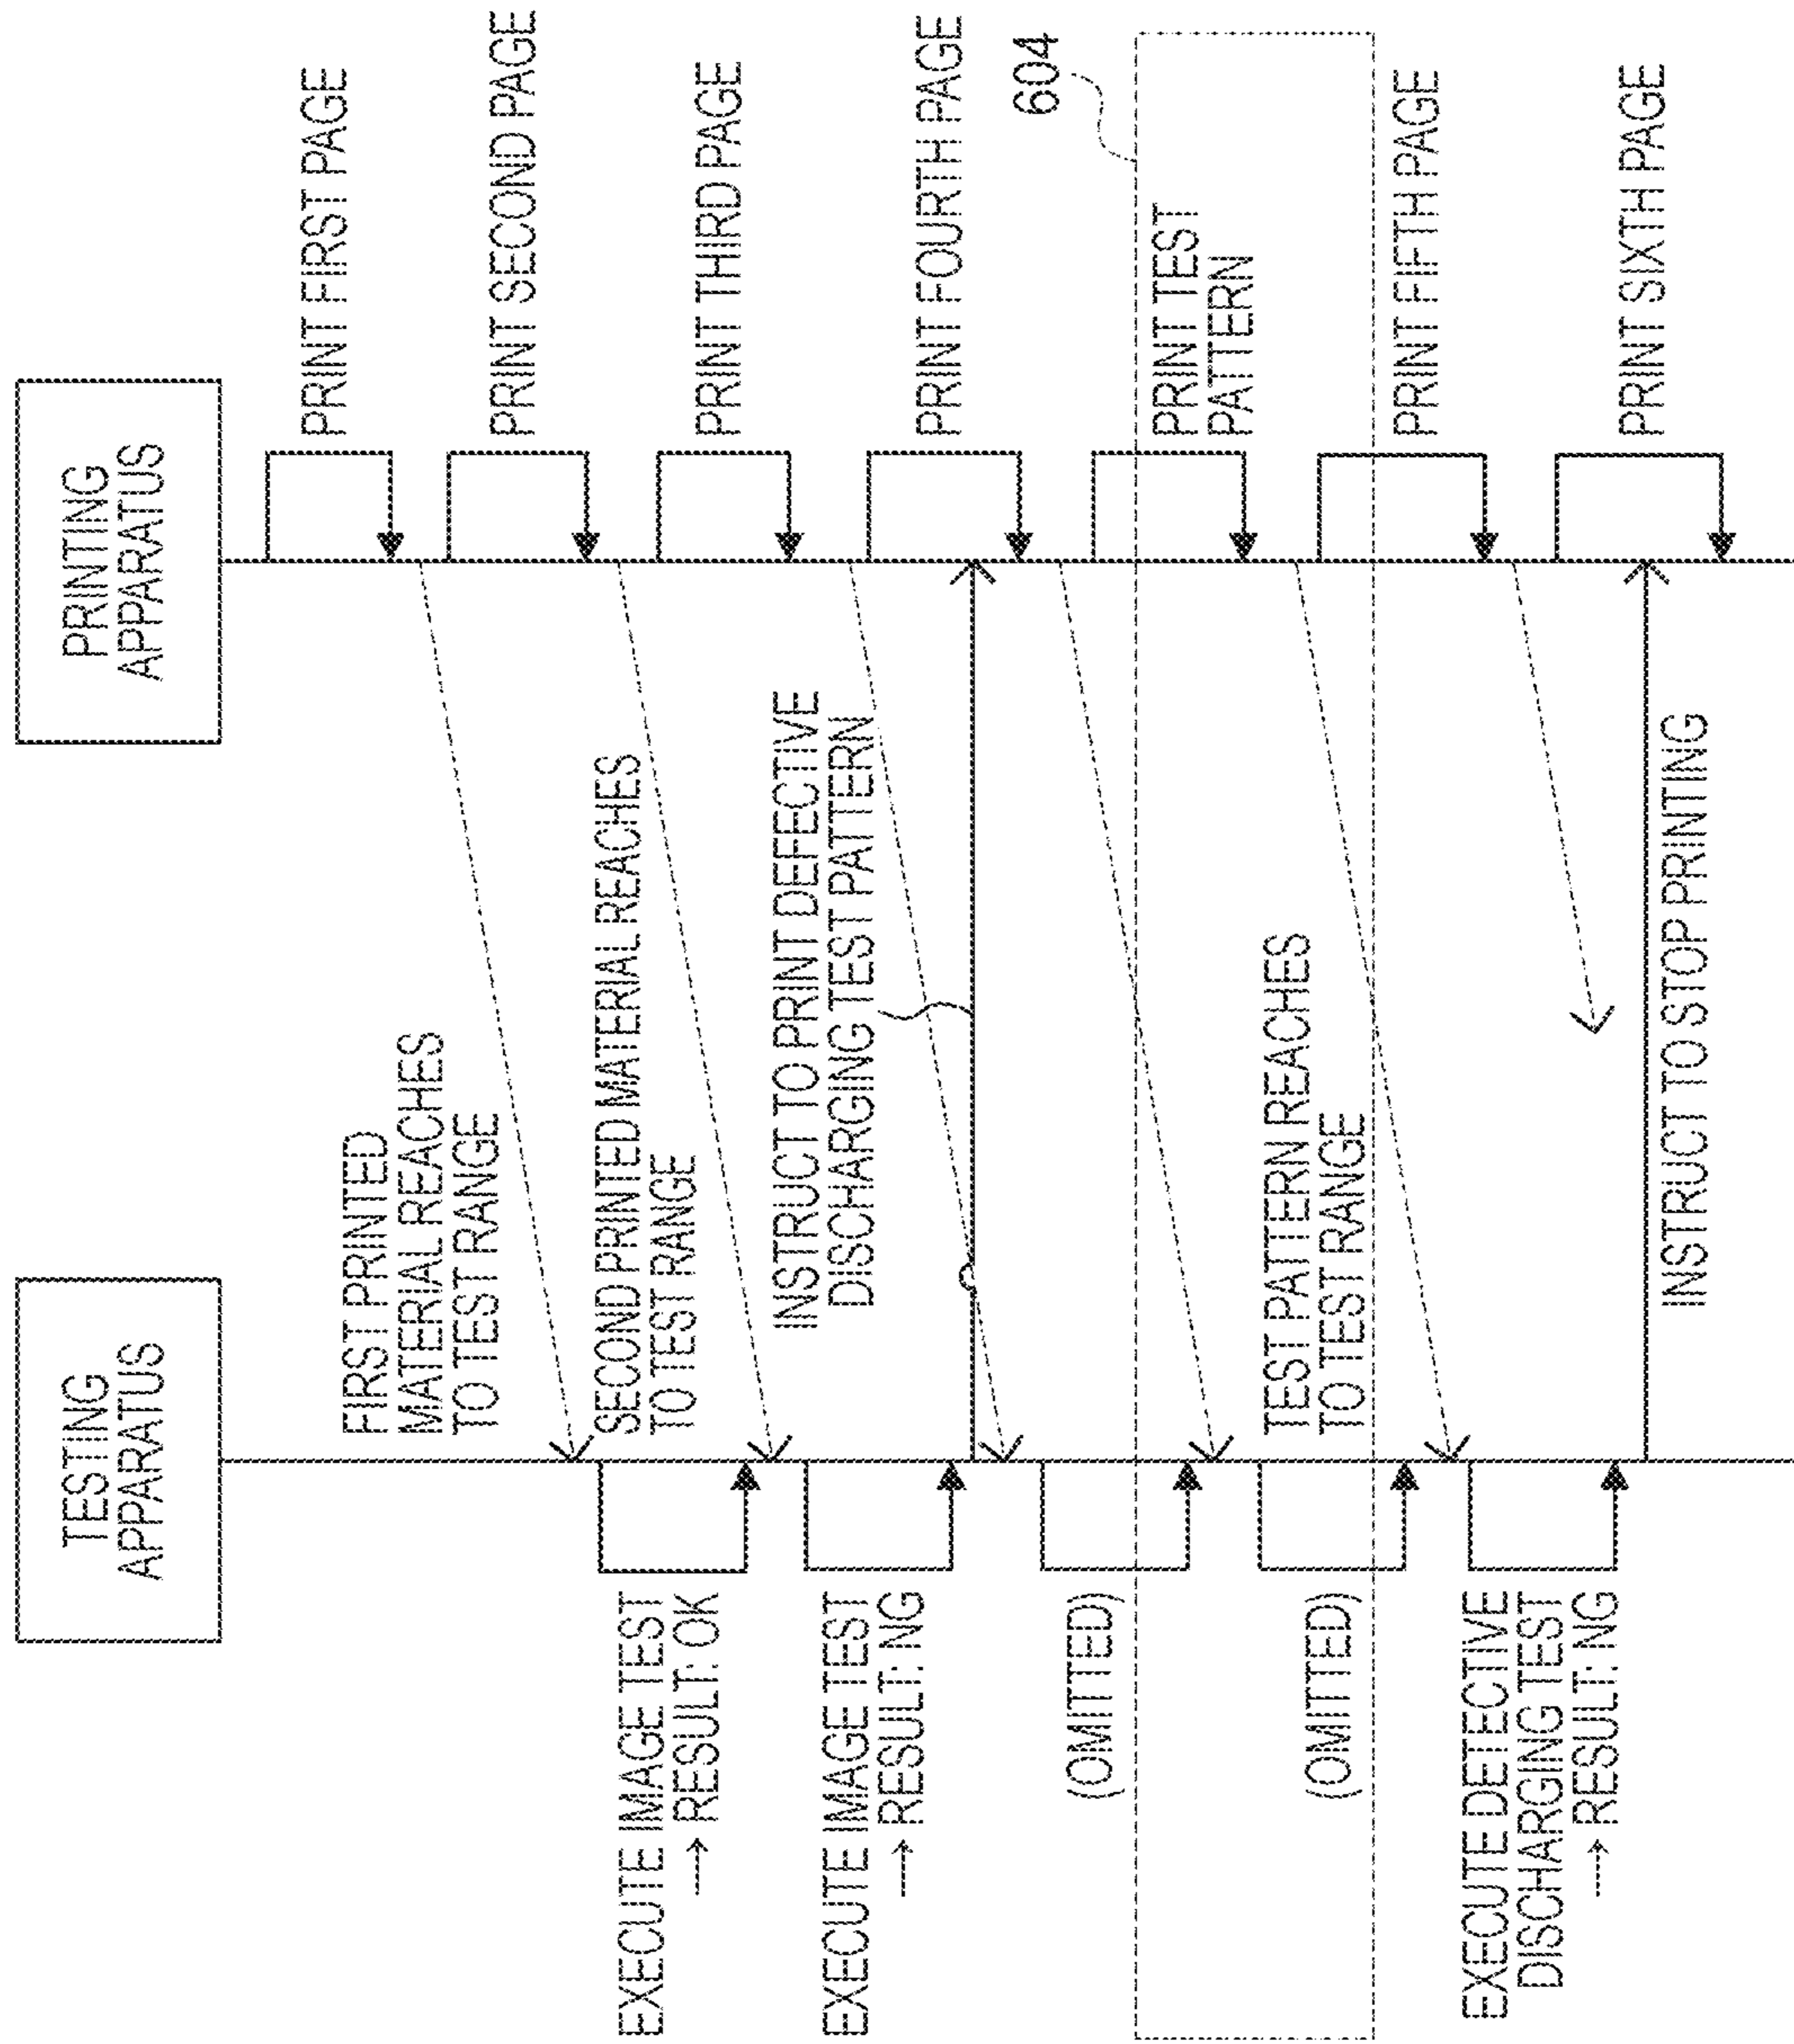 TESTING
APPARATUS
PRINTING
APPARATUS
PRINT FIRST PAGE
FIRST PRINTED
MATERIAL REACHES
TO TEST RANGE
PRINT SECOND PAGE
EXECUTE IMAGE TEST
→ RESULT: OK
SECOND PRINTED MATERIAL REACHES
TO TEST RANGE
PRINT THIRD PAGE
EXECUTE IMAGE TEST
→ RESULT: NG
INSTRUCT TO PRINT DEFECTIVE
DISCHARGING TEST PATTERN
PRINT FOURTH PAGE
604
(OMITTED)
PRINT TEST
PATTERN
(OMITTED)
TEST PATTERN REACHES
TO TEST RANGE
PRINT FIFTH PAGE
EXECUTE DETECTIVE
DISCHARGING TEST
→ RESULT: NG
PRINT SIXTH PAGE
INSTRUCT TO STOP PRINTING